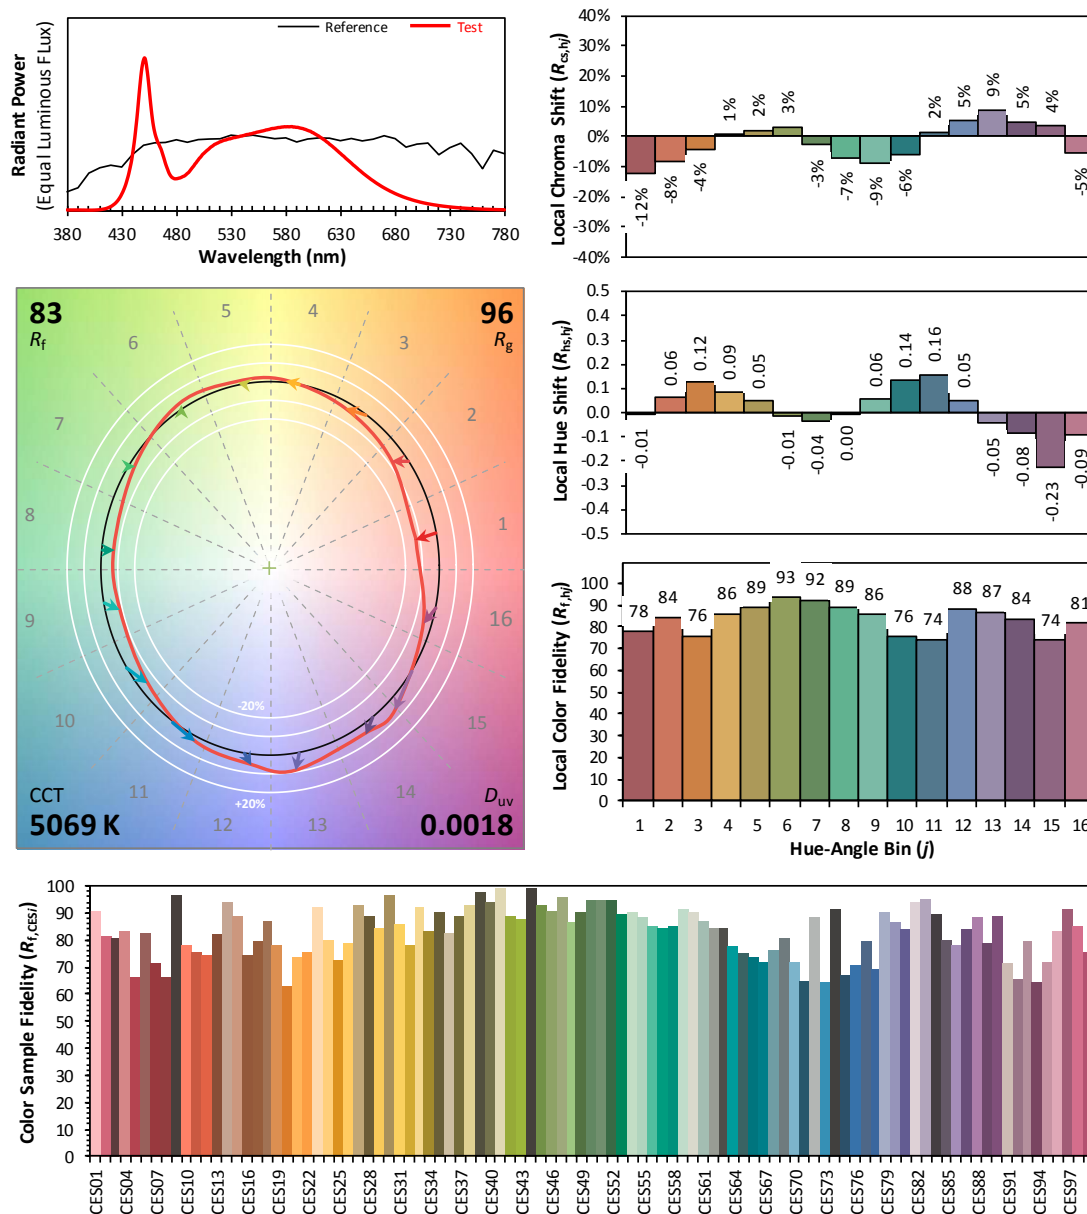 Radiant Power
(Equal Luminous FLux)
Reference
Test
380 430 480 530 580 630 680 730 780
Wavelength (nm)
Local Chroma Shift (Rcs,hj)
40%
30%
20%
10%
0%
-10%
-20%
-30%
-40%
-12% -8% -4% 1% 2% 3% -3% -7% -9% -6% 2% 5% 9% 5% 4% -5%
83
Rf
96
Rg
5 4
6 3
7 2
8 1
9 16
10 15
11 14
12 13
-20%
+20%
CCT
5069 K
Duv
0.0018
Local Hue Shift (Rhs,hj)
0.5
0.4
0.3
0.2
0.1
0.0
-0.1
-0.2
-0.3
-0.4
-0.5
-0.01 0.06 0.12 0.09 0.05 -0.01 -0.04 0.00 0.06 0.14 0.16 0.05 -0.05 -0.08 -0.23 -0.09
Local Color Fidelity (Rf,hj)
100
90
80
70
60
50
40
30
20
10
0
78 84 76 86 89 93 92 89 86 76 74 88 87 84 74 81
1 2 3 4 5 6 7 8 9 10 11 12 13 14 15 16
Hue-Angle Bin (j)
Color Sample Fidelity (Rf,CESi)
100
90
80
70
60
50
40
30
20
10
0
CES01 CES04 CES07 CES10 CES13 CES16 CES19 CES22 CES25 CES28 CES31 CES34 CES37 CES40 CES43 CES46 CES49 CES52 CES55 CES58 CES61 CES64 CES67 CES70 CES73 CES76 CES79 CES82 CES85 CES88 CES91 CES94 CES97